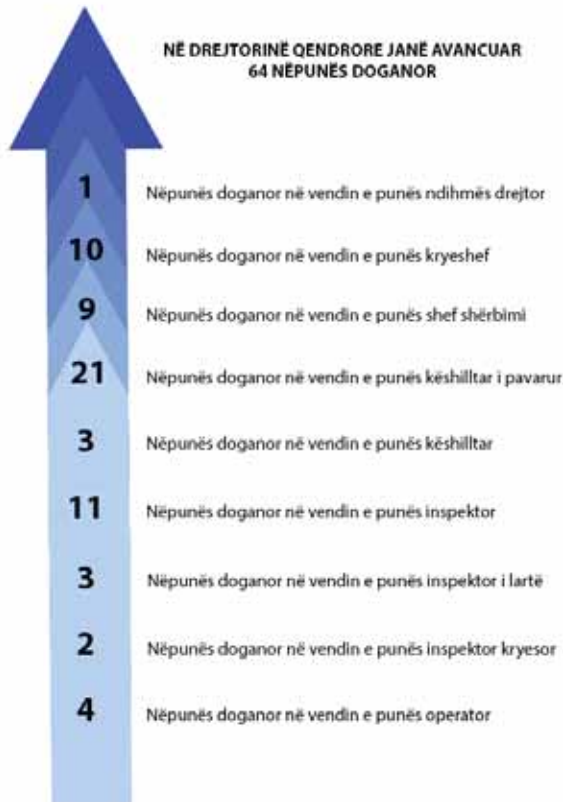 NË DREJTORINË QENDRORE JANË AVANCUAR
64 NËPUNËS DOGANOR
1 Nëpunës doganor në vendin e punës ndihmës drejtor
10 Nëpunës doganor në vendin e punës kryeshef
9 Nëpunës doganor në vendin e punës shef shërbimi
21 Nëpunës doganor në vendin e punës këshilltar i pavarur
3 Nëpunës doganor në vendin e punës këshilltar
11 Nëpunës doganor në vendin e punës inspektor
3 Nëpunës doganor në vendin e punës inspektor i lartë
2 Nëpunës doganor në vendin e punës inspektor kryesor
4 Nëpunës doganor në vendin e punës operator